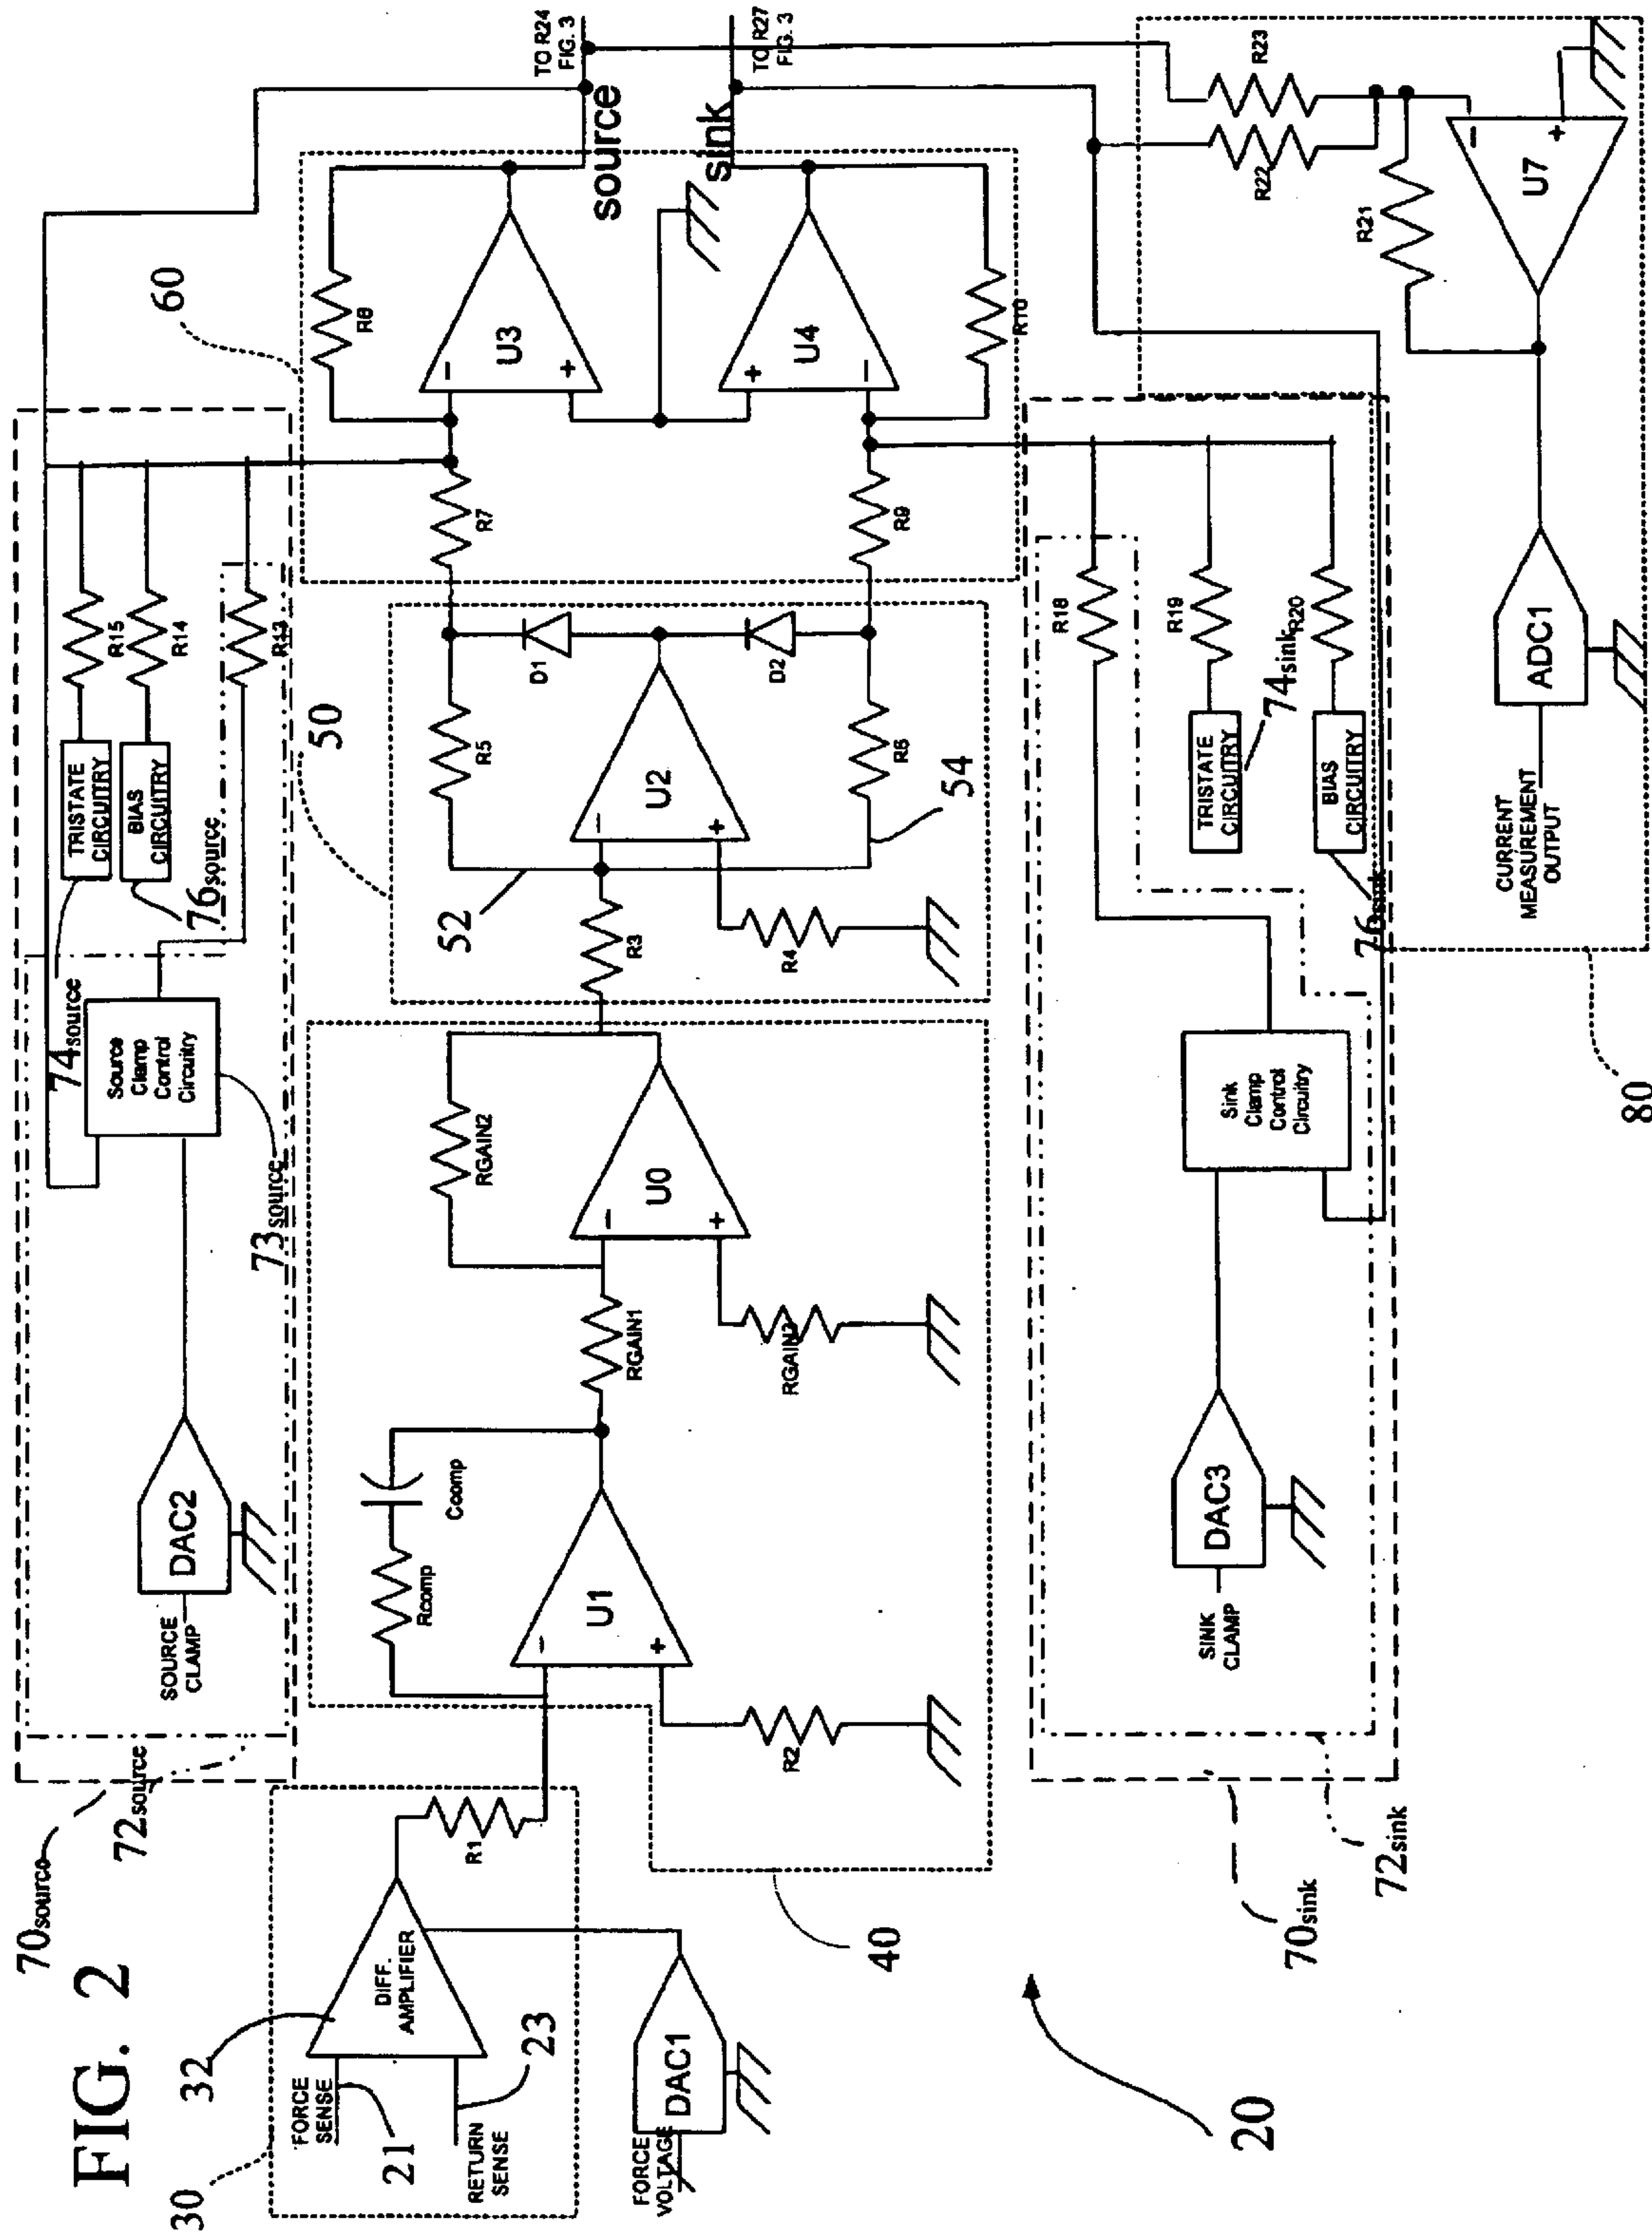 FIG. 2
20
30
32
FORCE
SENSE
21
RETURN
SENSE
23
DIFF.
AMPLIFIER
R1
FORCE
VOLTAGE
DAC1
40
R2
U1
Rcomp
Ccomp
RGAIN1
RGAIN2
U0
50
52
54
R3
R4
R5
R6
U2
D1
D2
60
R7
R9
U3
U4
source
sink
TO R24
FIG. 3
TO R27
FIG. 3
70source
72source
SOURCE
CLAMP
DAC2
73source
Source
Clamp
Control
Circuitry
74source
TRISTATE
CIRCUITRY
76source
BIAS
CIRCUITRY
R15
R14
R13
70sink
72sink
SINK
CLAMP
DAC3
Sink
Clamp
Control
Circuitry
74sink
TRISTATE
CIRCUITRY
76sink
BIAS
CIRCUITRY
R18
R19
R20
80
CURRENT
MEASUREMENT
OUTPUT
ADC1
U7
R21
R22
R23
R10